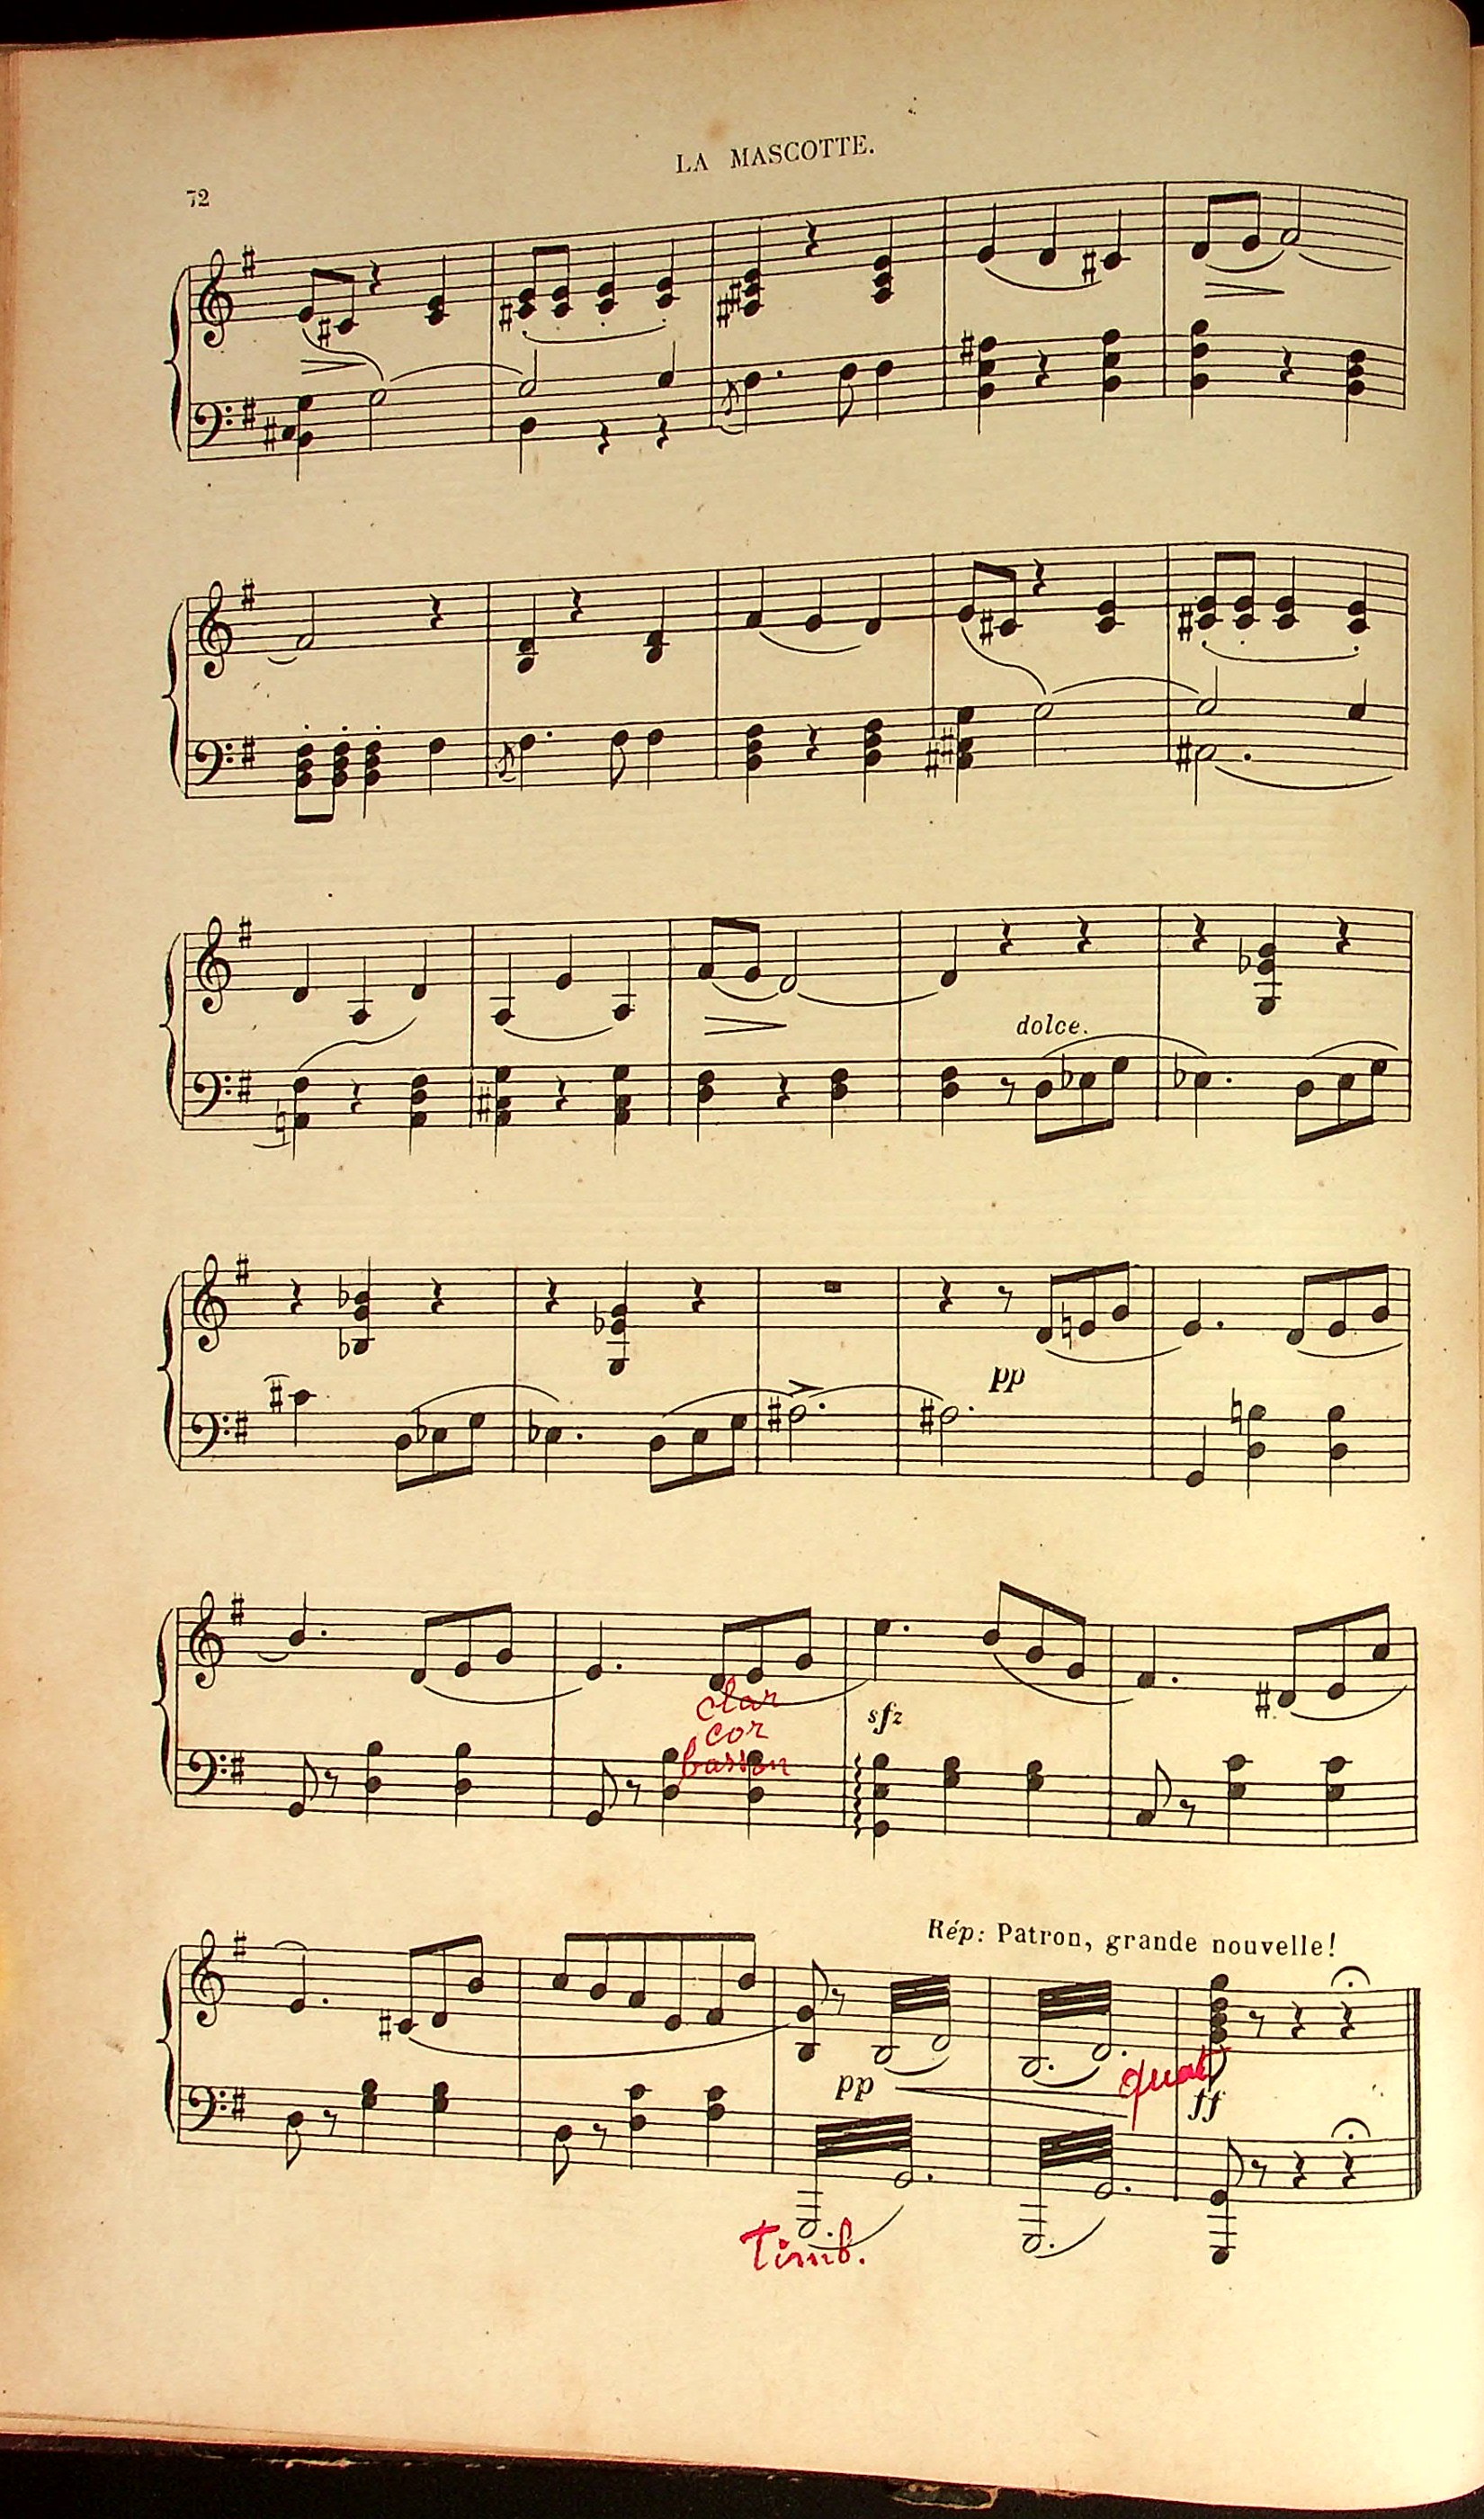 LA MASCOTTE.
72
dolce.
pp
clar
cor
basson
sfz
Rép: Patron, grande nouvelle!
pp
quat
ff
Timb.